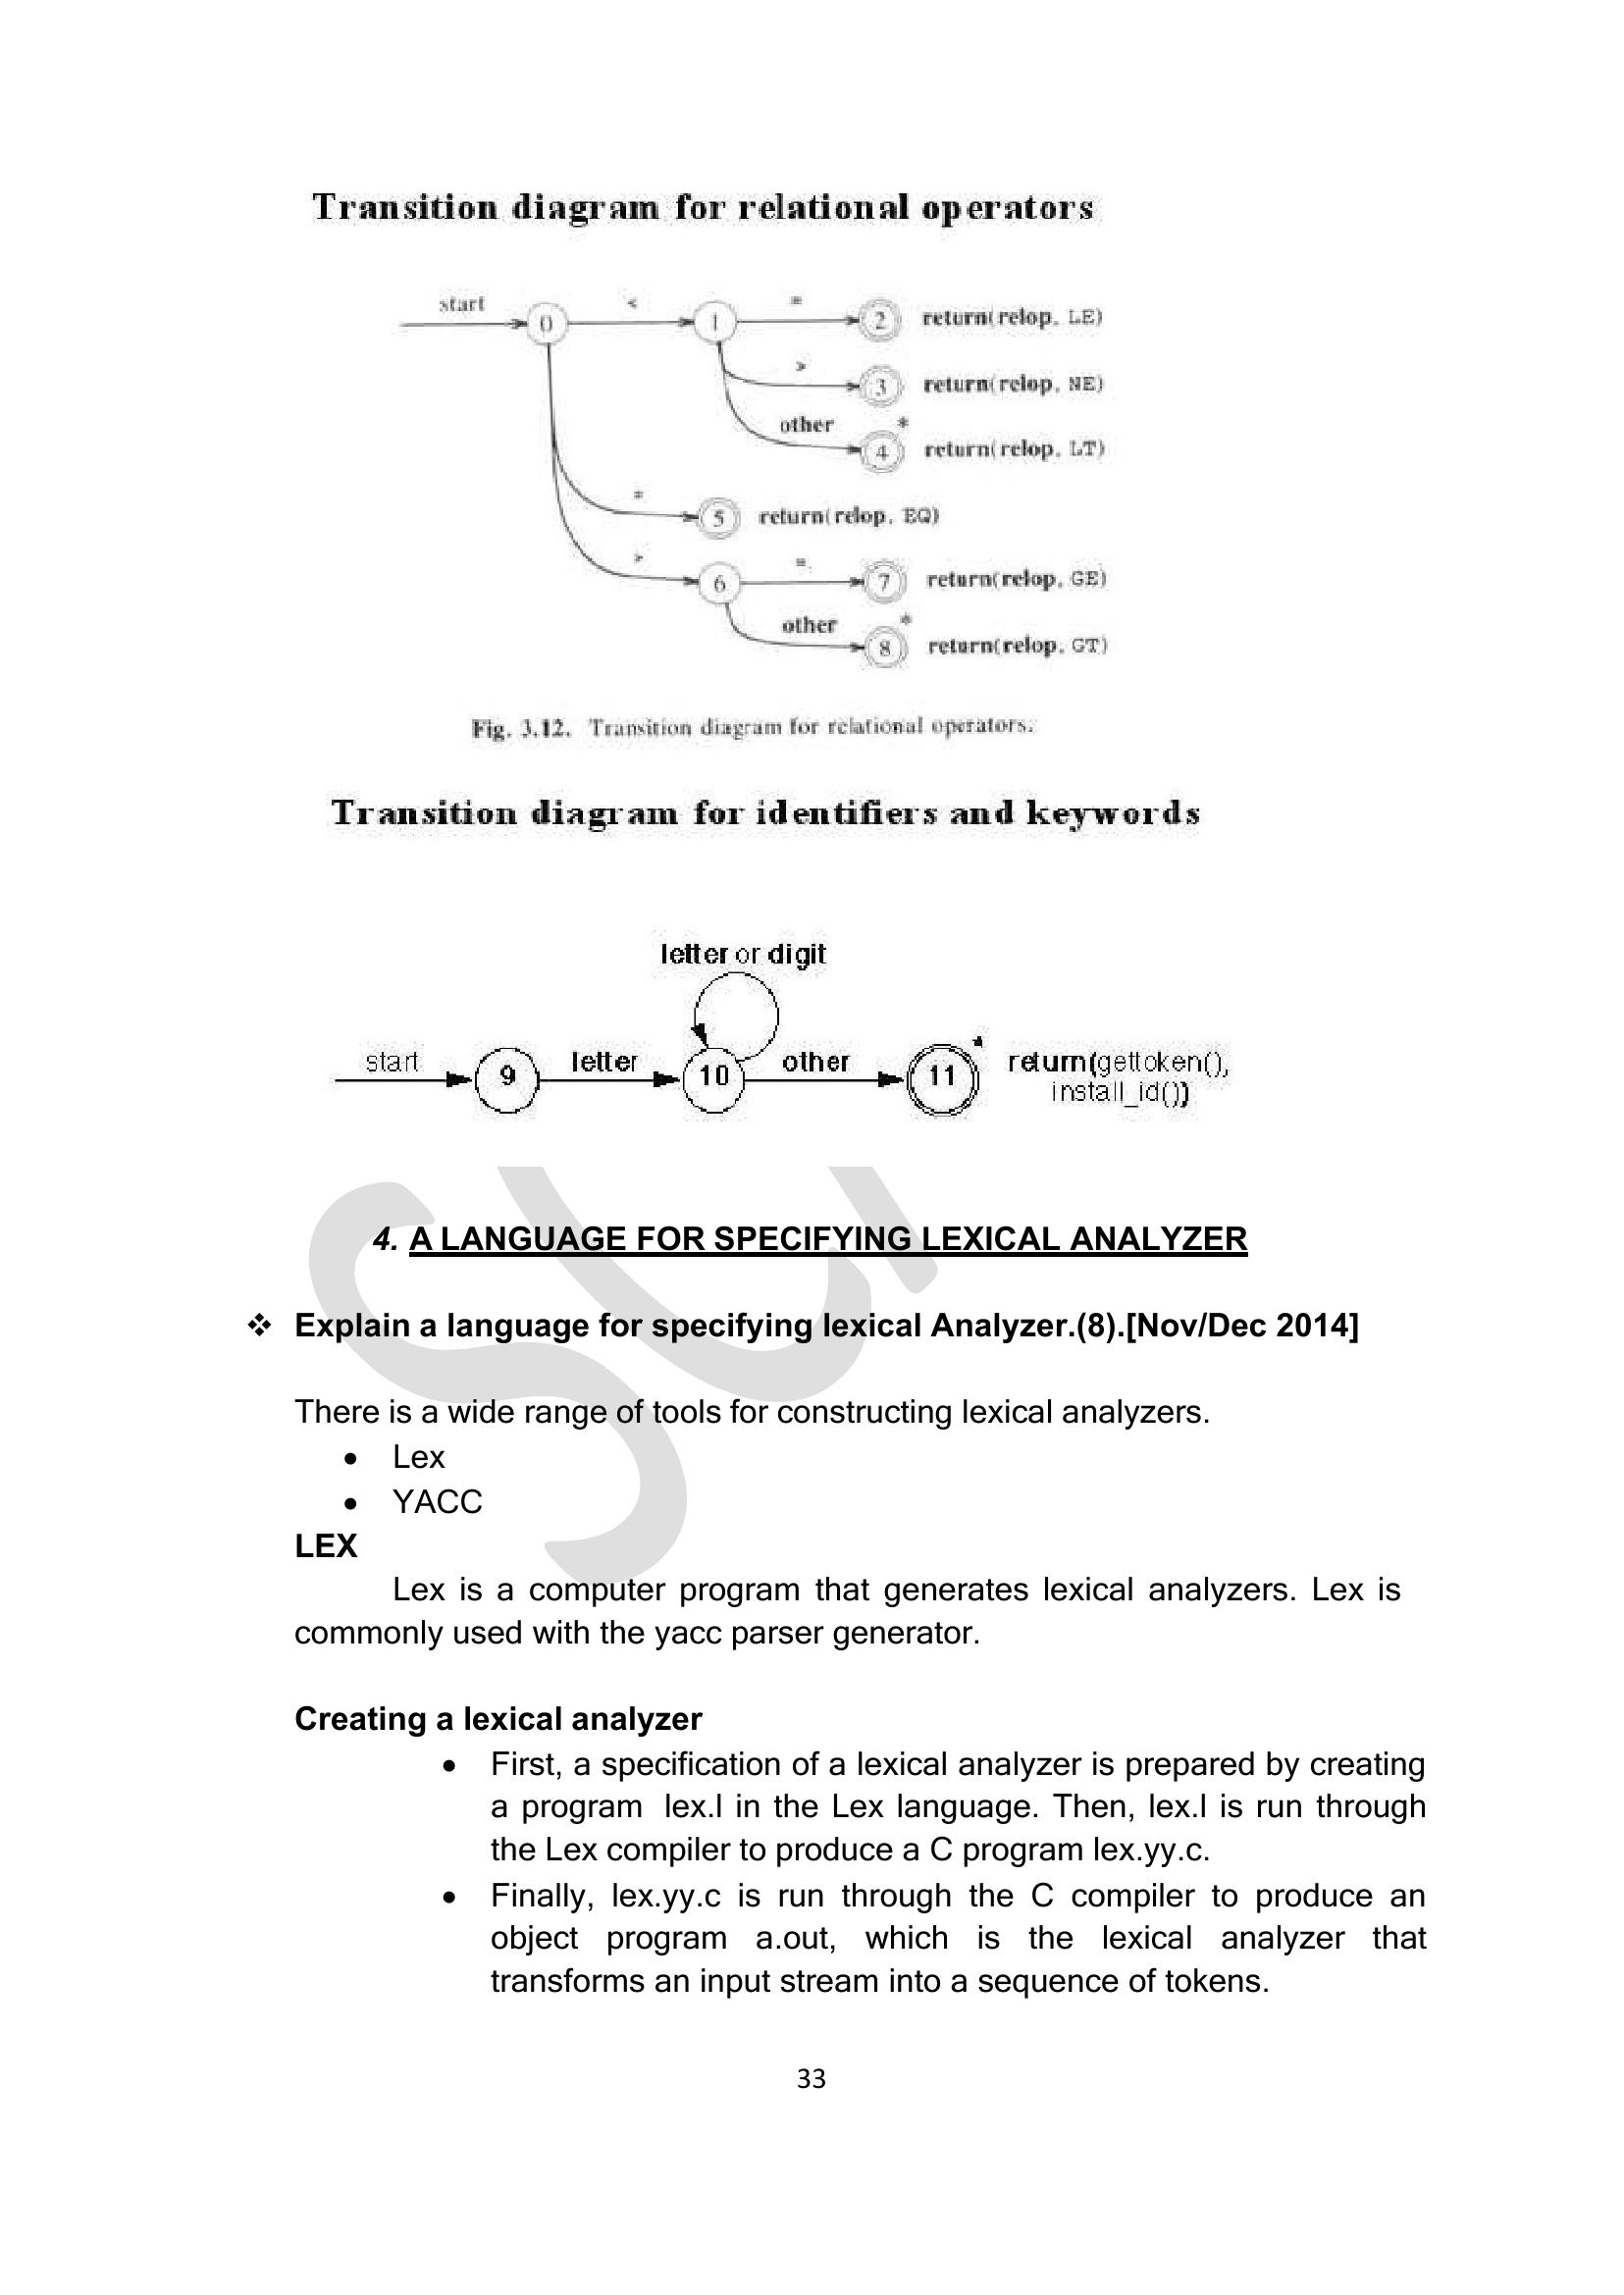 Transition diagram for relational operators
start
<
=
0
1
2
return(relop, LE)
>
3
return(relop, NE)
other
*
4
return(relop, LT)
=
5
return(relop, EQ)
>
=
6
7
return(relop, GE)
other
*
8
return(relop, GT)
Fig. 3.12. Transition diagram for relational operators.
Transition diagram for identifiers and keywords
letter or digit
start
9
letter
10
other
11
*
return(gettoken(),
install_id())
4. A LANGUAGE FOR SPECIFYING LEXICAL ANALYZER
❖ Explain a language for specifying lexical Analyzer.(8).[Nov/Dec 2014]
There is a wide range of tools for constructing lexical analyzers.
• Lex
• YACC
LEX
Lex is a computer program that generates lexical analyzers. Lex is
commonly used with the yacc parser generator.
Creating a lexical analyzer
• First, a specification of a lexical analyzer is prepared by creating
a program lex.l in the Lex language. Then, lex.l is run through
the Lex compiler to produce a C program lex.yy.c.
• Finally, lex.yy.c is run through the C compiler to produce an
object program a.out, which is the lexical analyzer that
transforms an input stream into a sequence of tokens.
33